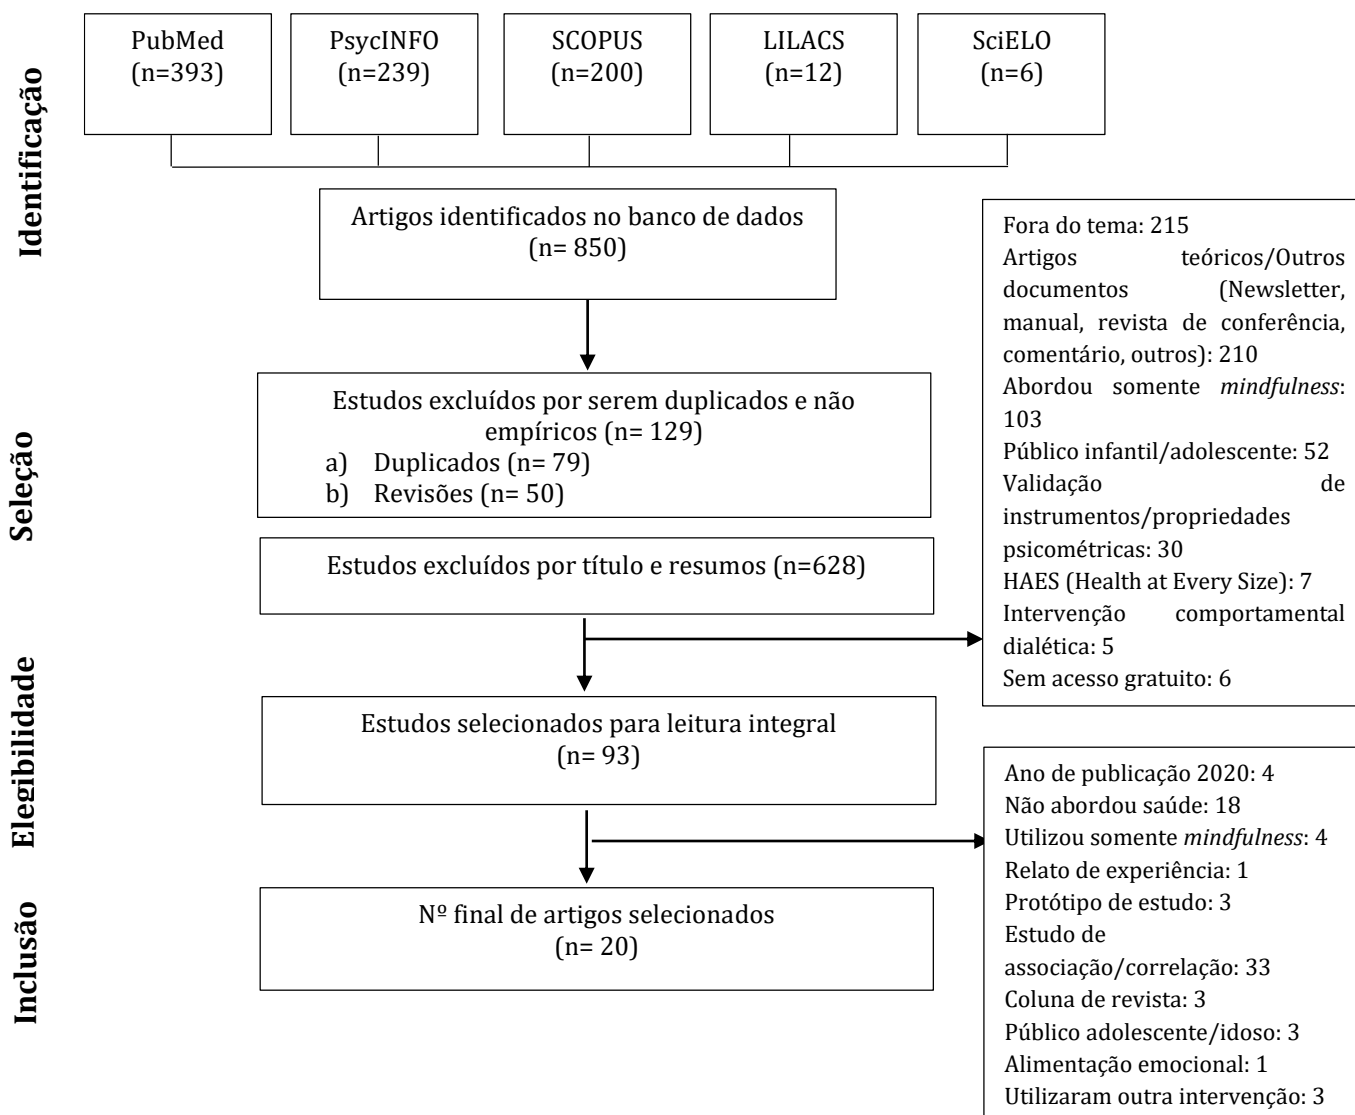 PubMed
(n=393)
PsycINFO
(n=239)
SCOPUS
(n=200)
LILACS
(n=12)
SciELO
(n=6)
Identificação
Artigos identificados no banco de dados
(n= 850)
Seleção
Estudos excluídos por serem duplicados e não
empíricos (n= 129)
a) Duplicados (n= 79)
b) Revisões (n= 50)
Estudos excluídos por título e resumos (n=628)
Fora do tema: 215
Artigos teóricos/Outros
documentos (Newsletter,
manual, revista de conferência,
comentário, outros): 210
Abordou somente mindfulness:
103
Público infantil/adolescente: 52
Validação de
instrumentos/propriedades
psicométricas: 30
HAES (Health at Every Size): 7
Intervenção comportamental
dialética: 5
Sem acesso gratuito: 6
Elegibilidade
Estudos selecionados para leitura integral
(n= 93)
Ano de publicação 2020: 4
Não abordou saúde: 18
Utilizou somente mindfulness: 4
Relato de experiência: 1
Protótipo de estudo: 3
Estudo de
associação/correlação: 33
Coluna de revista: 3
Público adolescente/idoso: 3
Alimentação emocional: 1
Utilizaram outra intervenção: 3
Inclusão
Nº final de artigos selecionados
(n= 20)